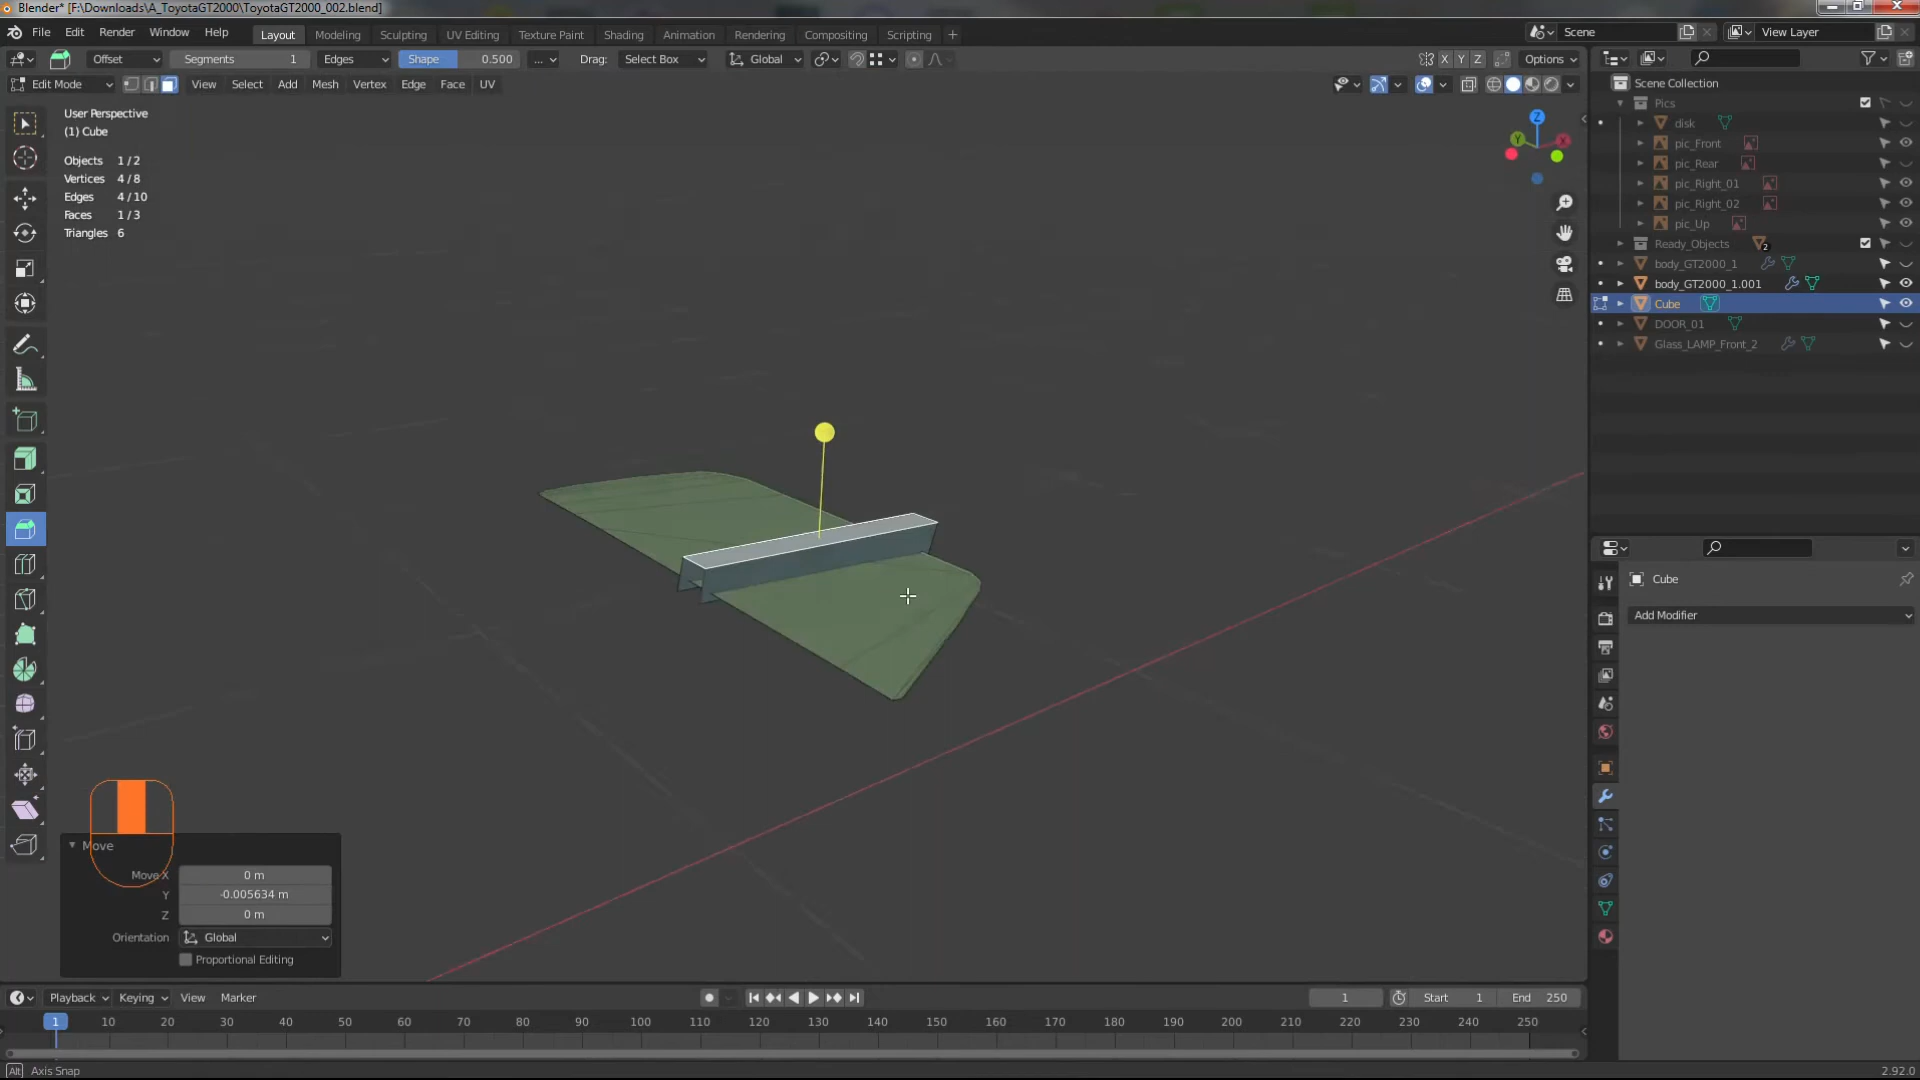 Blender* [F:\Downloads\A_ToyotaGT2000\ToyotaGT2000_002.blend]
File Edit Render Window Help Layout Modeling Sculpting UV Editing Texture Paint Shading Animation Rendering Compositing Scripting + Scene View Layer
Offset Segments 1 Edges Shape 0.500 ... Drag: Select Box Global X Y Z Options
Edit Mode View Select Add Mesh Vertex Edge Face UV
User Perspective
(1) Cube
Objects 1/2
Vertices 4/8
Edges 4/10
Faces 1/3
Triangles 6
Z
Y
X
Scene Collection
Pics
disk
pic_Front
pic_Rear
pic_Right_01
pic_Right_02
pic_Up
Ready_Objects 2
body_GT2000_1
body_GT2000_1.001
Cube
DOOR_01
Glass_LAMP_Front_2
Cube
Add Modifier
Move
Move X 0 m
Y -0.005634 m
Z 0 m
Orientation Global
Proportional Editing
Playback Keying View Marker 1 Start 1 End 250
1 10 20 30 40 50 60 70 80 90 100 110 120 130 140 150 160 170 180 190 200 210 220 230 240 250
Alt Axis Snap 2.92.0